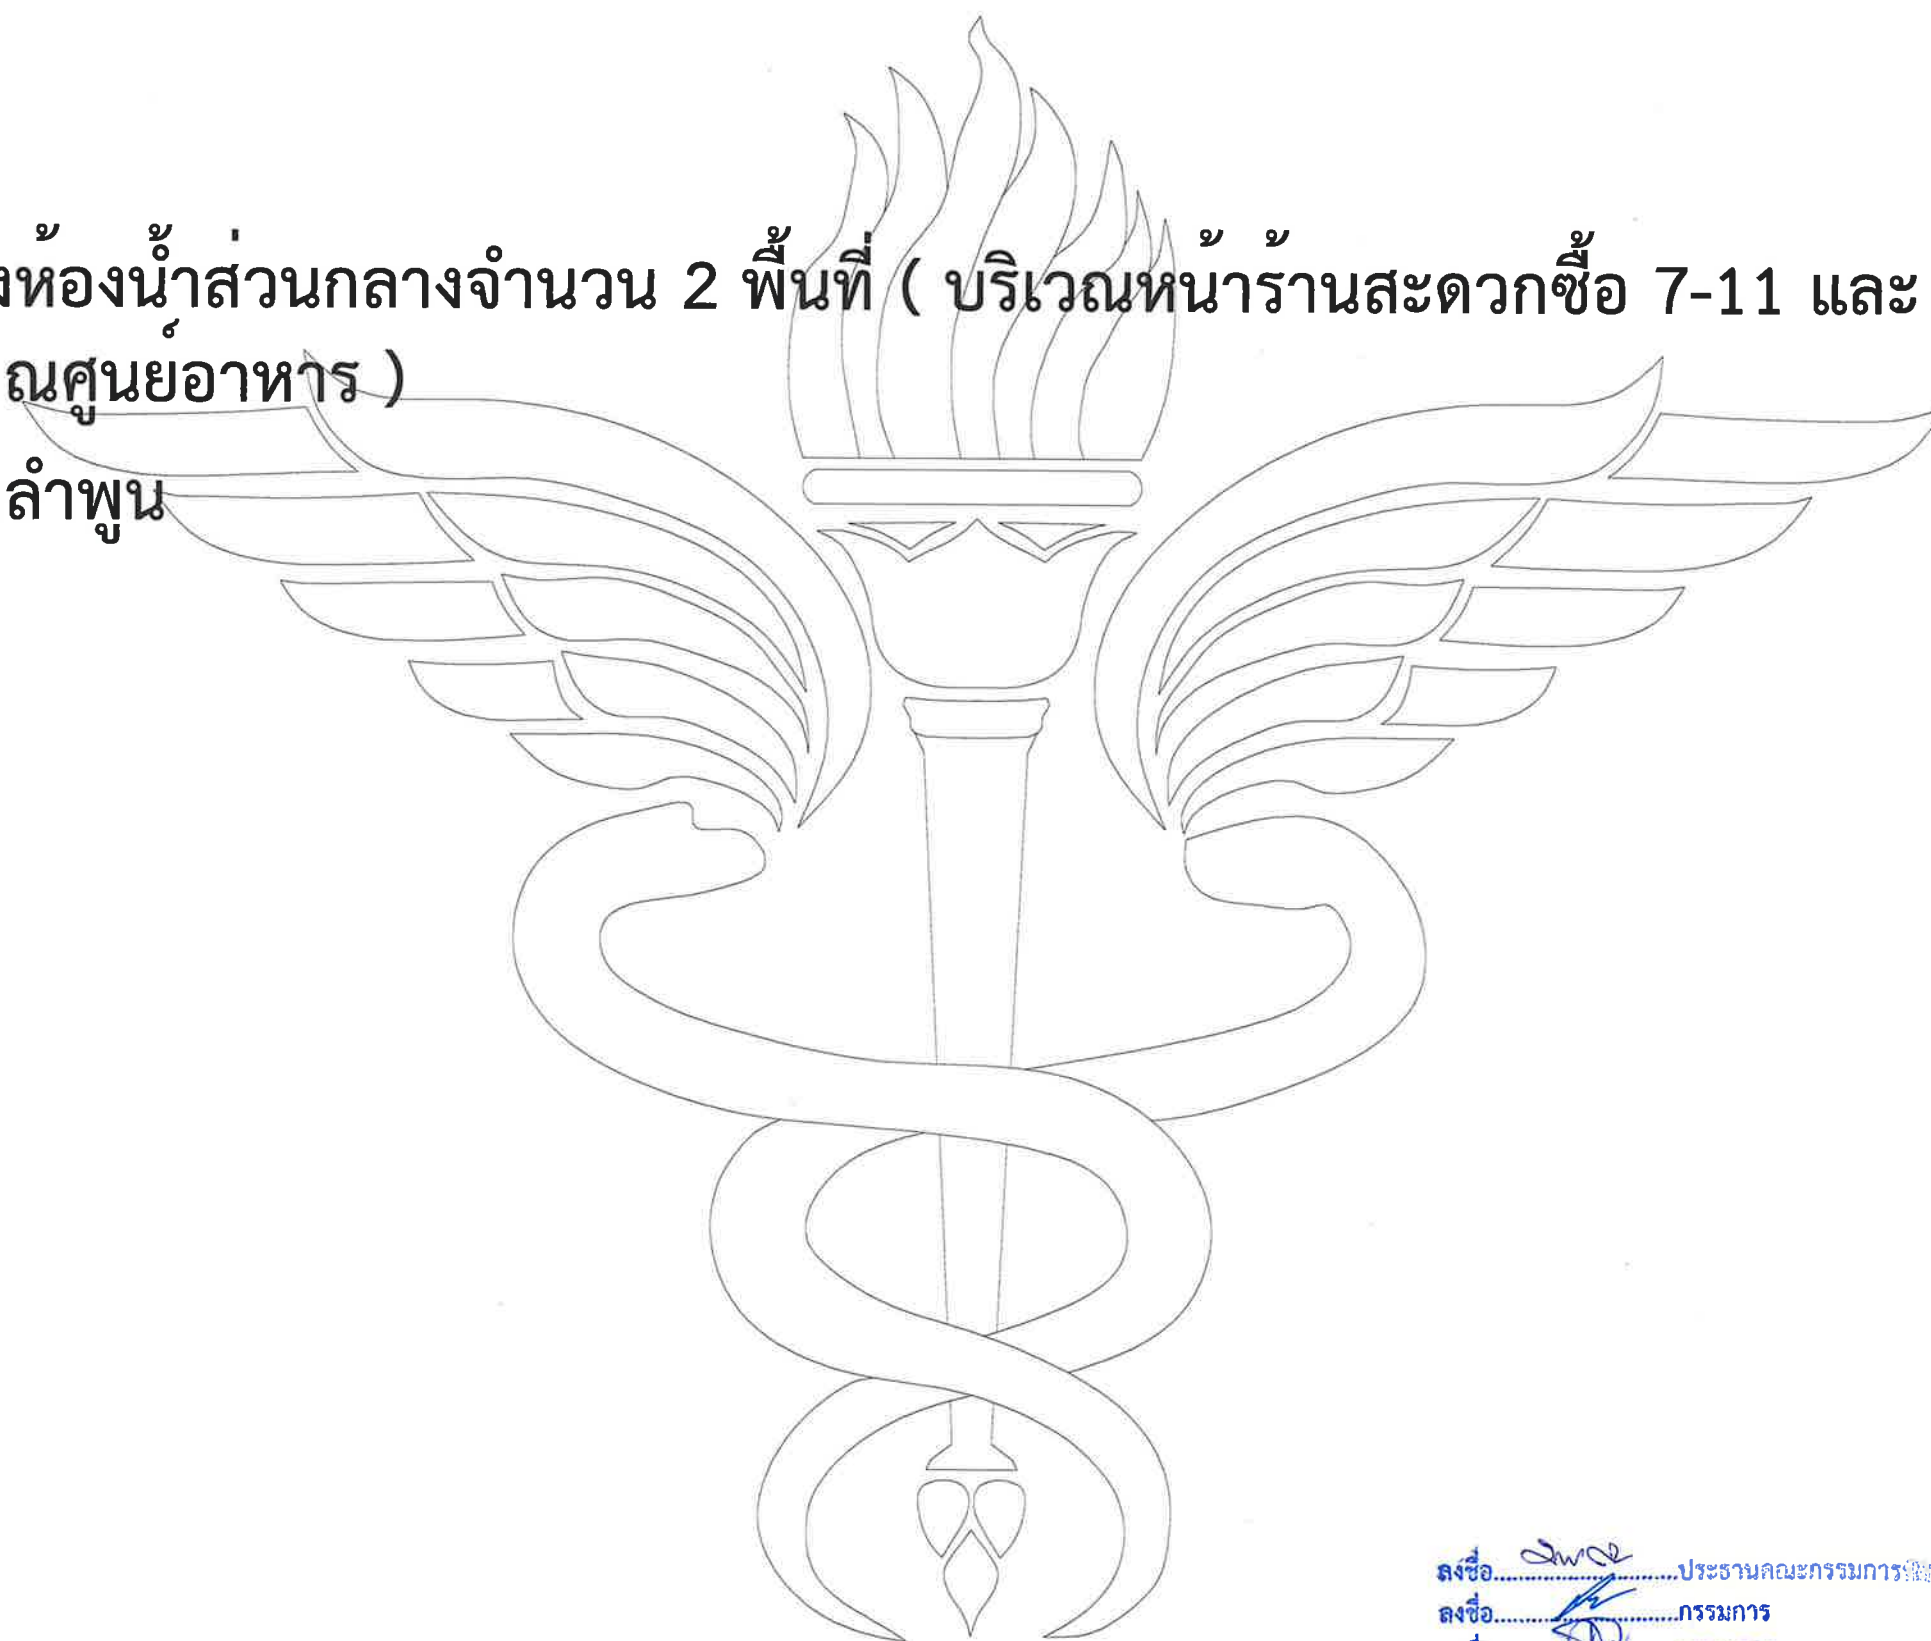 ห้องน้ำส่วนกลางจำนวน 2 พื้นที่ ( บริเวณหน้าร้านสะดวกซื้อ 7-11 และ
ณศูนย์อาหาร )
ลำพูน
ลงชื่อ..............................ประธานคณะกรรมการ
ลงชื่อ..............................กรรมการ